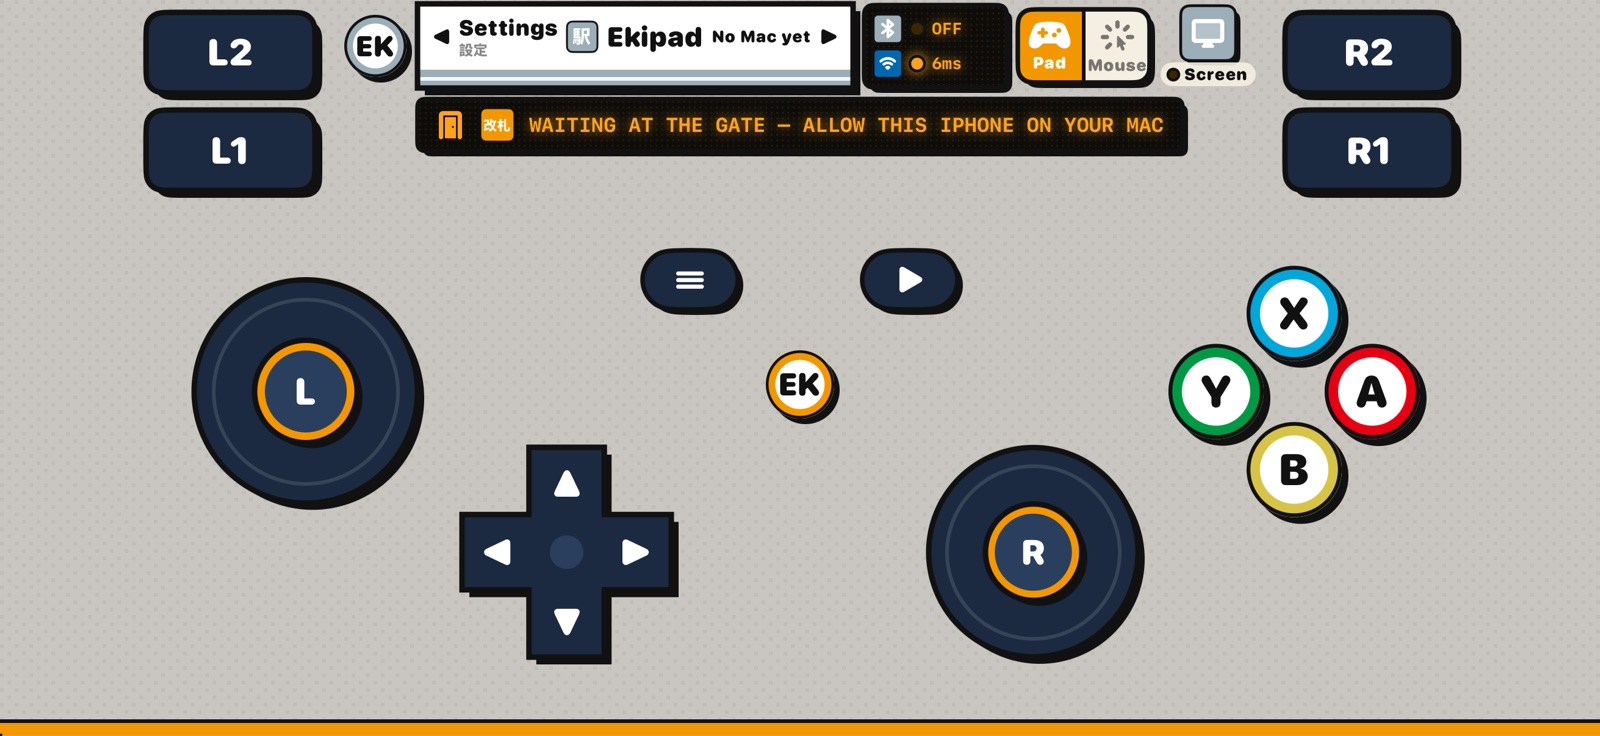 L2
EK
Settings
設定
駅
Ekipad
No Mac yet
OFF
6ms
Pad
Mouse
Screen
R2
L1
改札
WAITING AT THE GATE — ALLOW THIS IPHONE ON YOUR MAC
R1
L
EK
X
Y
A
B
R